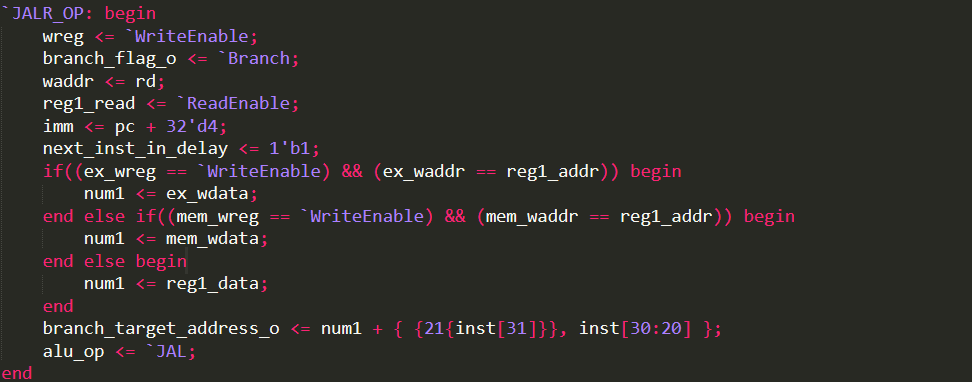 `JALR_OP: begin
    wreg <= `WriteEnable;
    branch_flag_o <= `Branch;
    waddr <= rd;
    reg1_read <= `ReadEnable;
    imm <= pc + 32'd4;
    next_inst_in_delay <= 1'b1;
    if((ex_wreg == `WriteEnable) && (ex_waddr == reg1_addr)) begin
        num1 <= ex_wdata;
    end else if((mem_wreg == `WriteEnable) && (mem_waddr == reg1_addr)) begin
        num1 <= mem_wdata;
    end else begin
        num1 <= reg1_data;
    end
    branch_target_address_o <= num1 + { {21{inst[31]}}, inst[30:20] };
    alu_op <= `JAL;
end